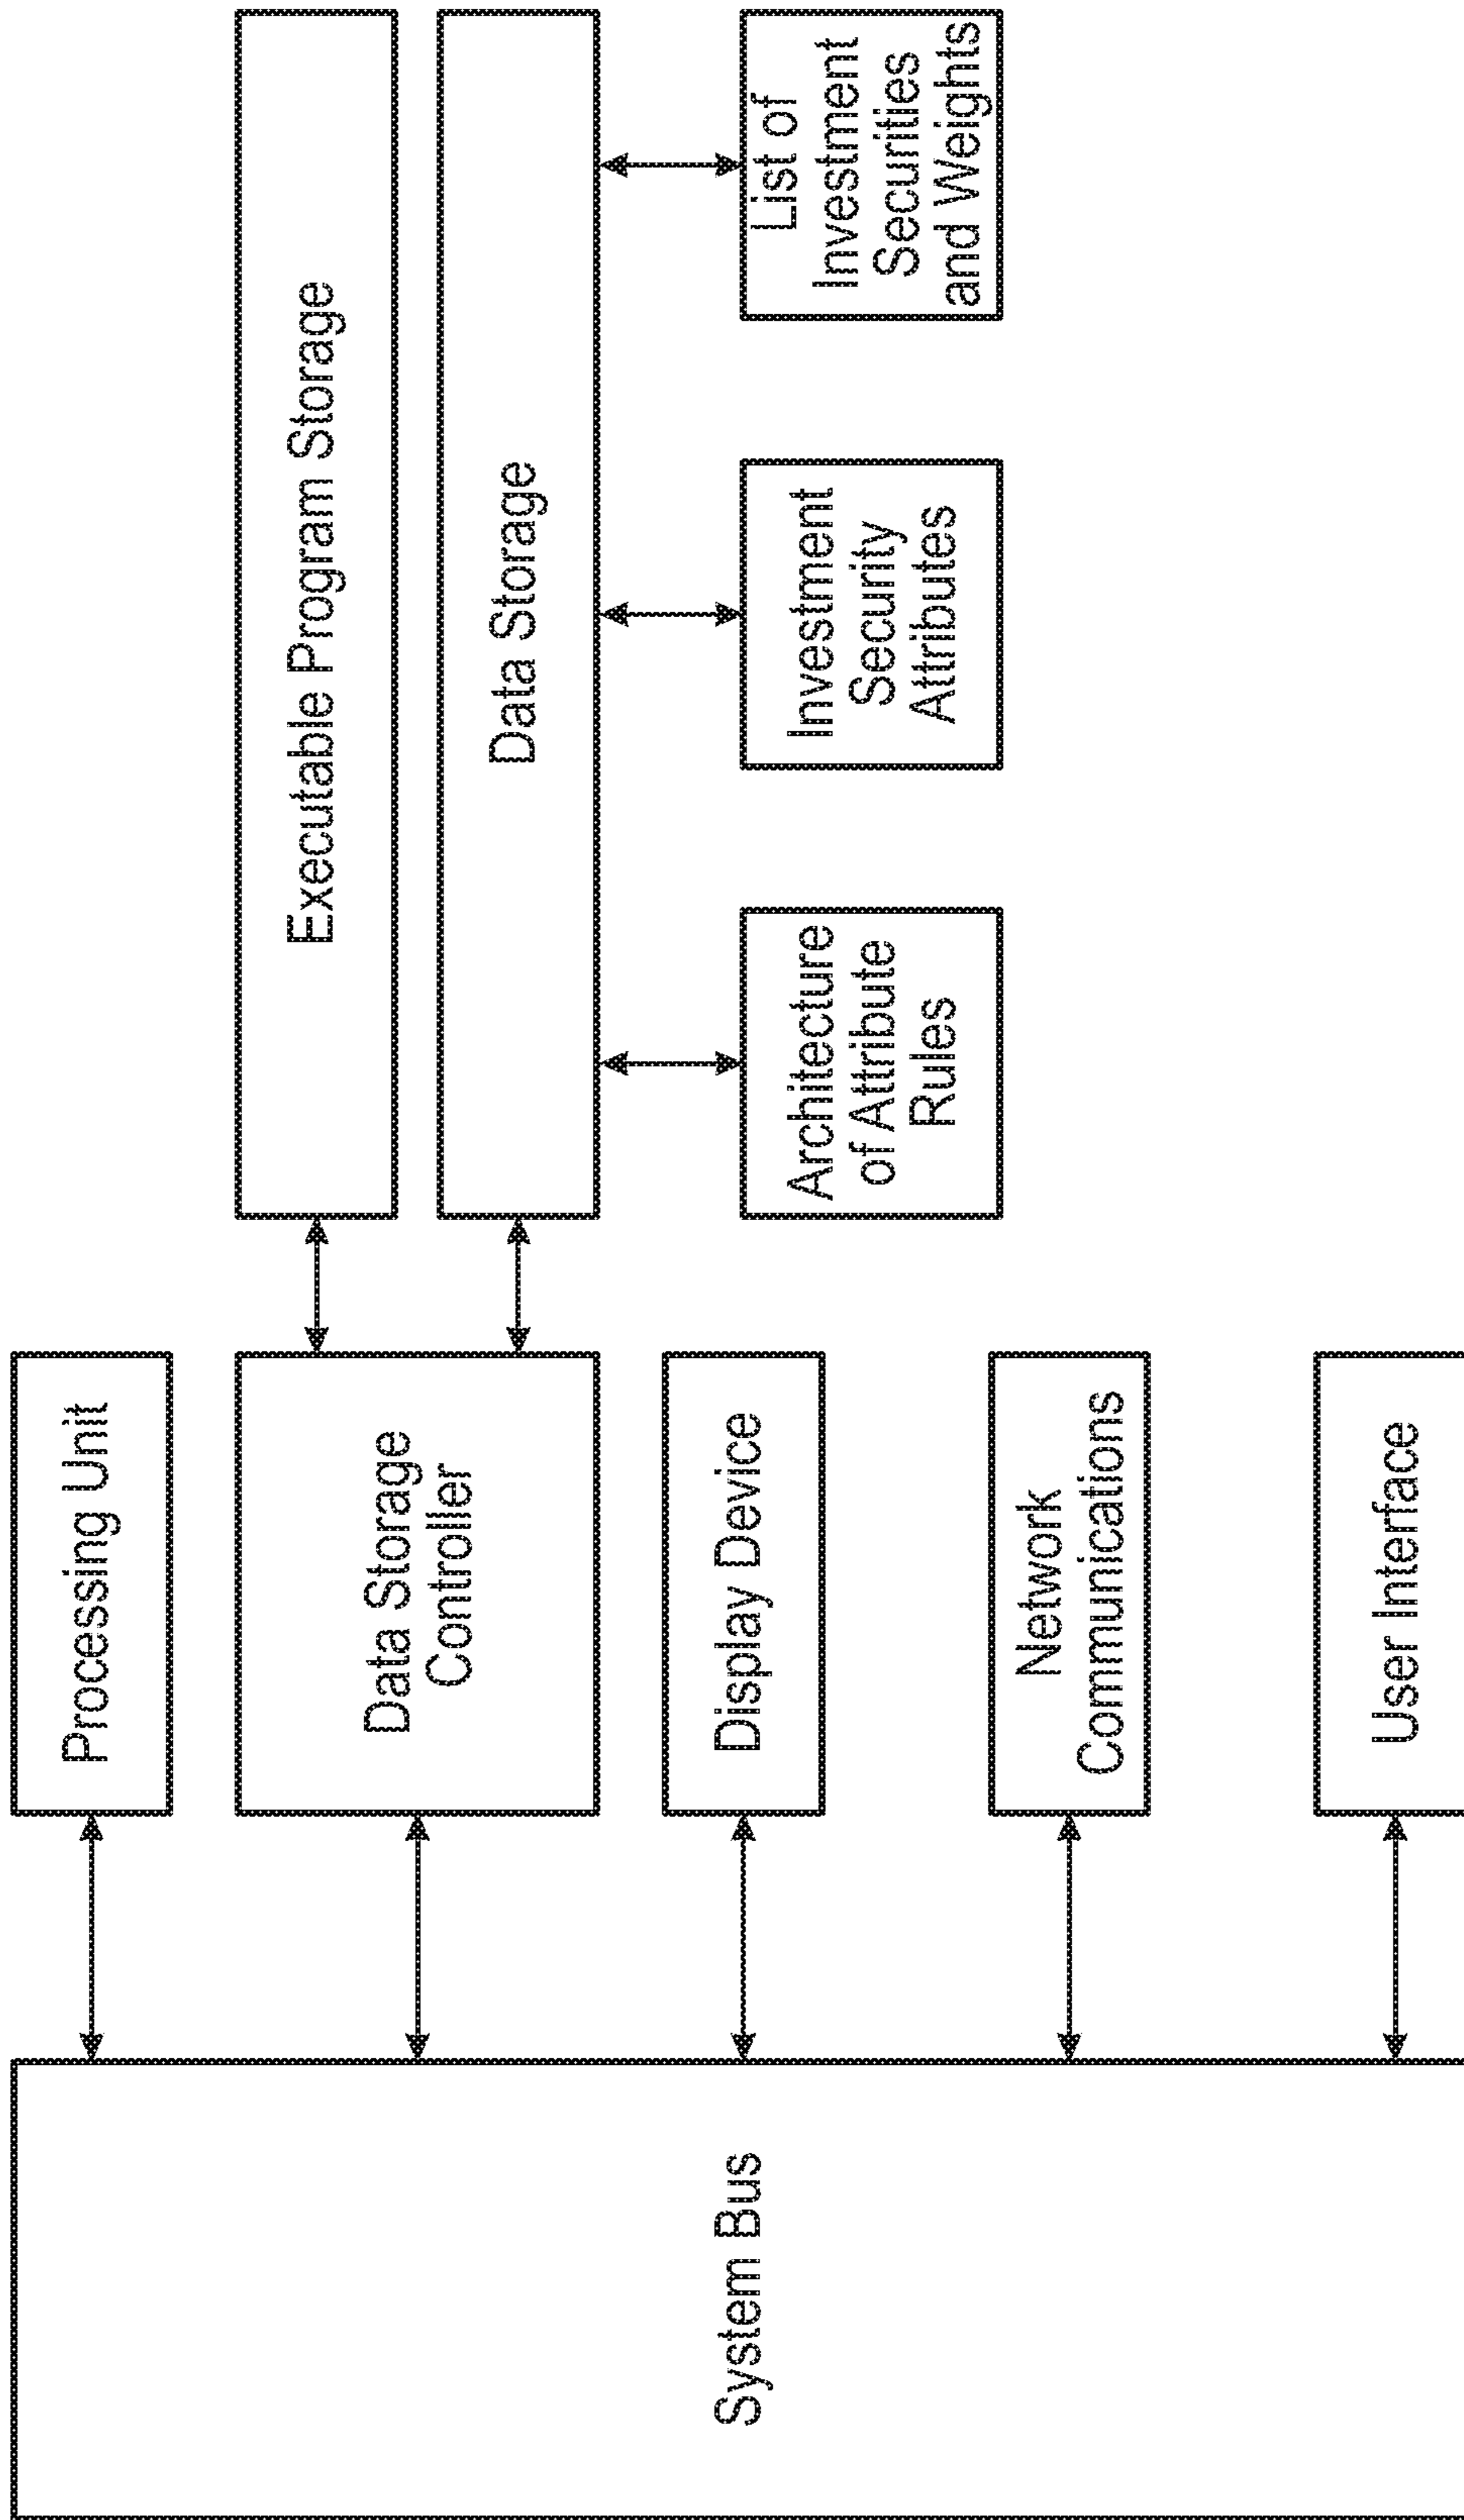 System Bus
Processing Unit
Data Storage
Controller
Display Device
Network
Communications
User Interface
Executable Program Storage
Data Storage
Architecture
of Attribute
Rules
Investment
Security
Attributes
List of
Investment
Securities
and Weights